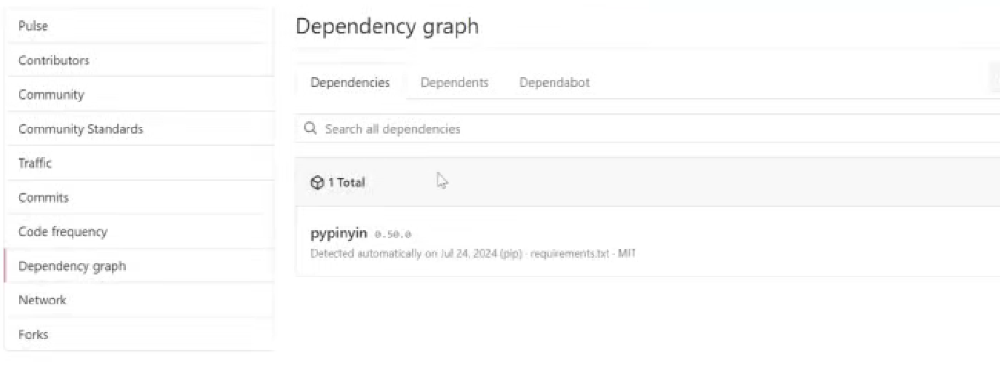 Pulse
Contributors
Community
Community Standards
Traffic
Commits
Code frequency
Dependency graph
Network
Forks
Dependency graph
Dependencies Dependents Dependabot
Search all dependencies
1 Total
pypinyin 0.50.0
Detected automatically on Jul 24, 2024 (pip) · requirements.txt · MIT